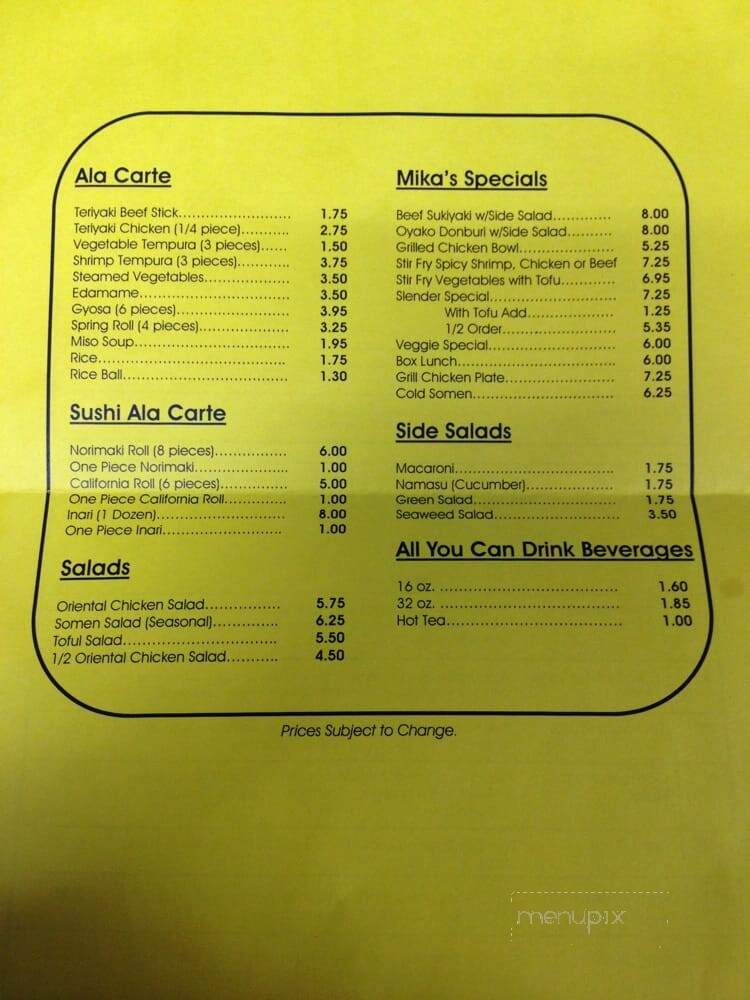 Ala Carte
Teriyaki Beef Stick......................... 1.75
Teriyaki Chicken (1/4 piece)........... 2.75
Vegetable Tempura (3 pieces)...... 1.50
Shrimp Tempura (3 pieces)............ 3.75
Steamed Vegetables................... 3.50
Edamame.................................. 3.50
Gyosa (6 pieces)......................... 3.95
Spring Roll (4 pieces).................... 3.25
Miso Soup................................... 1.95
Rice.......................................... 1.75
Rice Ball..................................... 1.30
Sushi Ala Carte
Norimaki Roll (8 pieces)................ 6.00
One Piece Norimaki..................... 1.00
California Roll (6 pieces)............... 5.00
One Piece California Roll.............. 1.00
Inari (1 Dozen)............................. 8.00
One Piece Inari........................... 1.00
Salads
Oriental Chicken Salad................. 5.75
Somen Salad (Seasonal).............. 6.25
Toful Salad.................................. 5.50
1/2 Oriental Chicken Salad........... 4.50
Mika's Specials
Beef Sukiyaki w/Side Salad............. 8.00
Oyako Donburi w/Side Salad.......... 8.00
Grilled Chicken Bowl..................... 5.25
Stir Fry Spicy Shrimp, Chicken or Beef 7.25
Stir Fry Vegetables with Tofu............ 6.95
Slender Special............................ 7.25
With Tofu Add................... 1.25
1/2 Order......................... 5.35
Veggie Special............................ 6.00
Box Lunch................................... 6.00
Grill Chicken Plate........................ 7.25
Cold Somen................................ 6.25
Side Salads
Macaroni................................... 1.75
Namasu (Cucumber)................... 1.75
Green Salad................................ 1.75
Seaweed Salad............................ 3.50
All You Can Drink Beverages
16 oz. ....................................... 1.60
32 oz. ....................................... 1.85
Hot Tea....................................... 1.00
Prices Subject to Change.
menupix